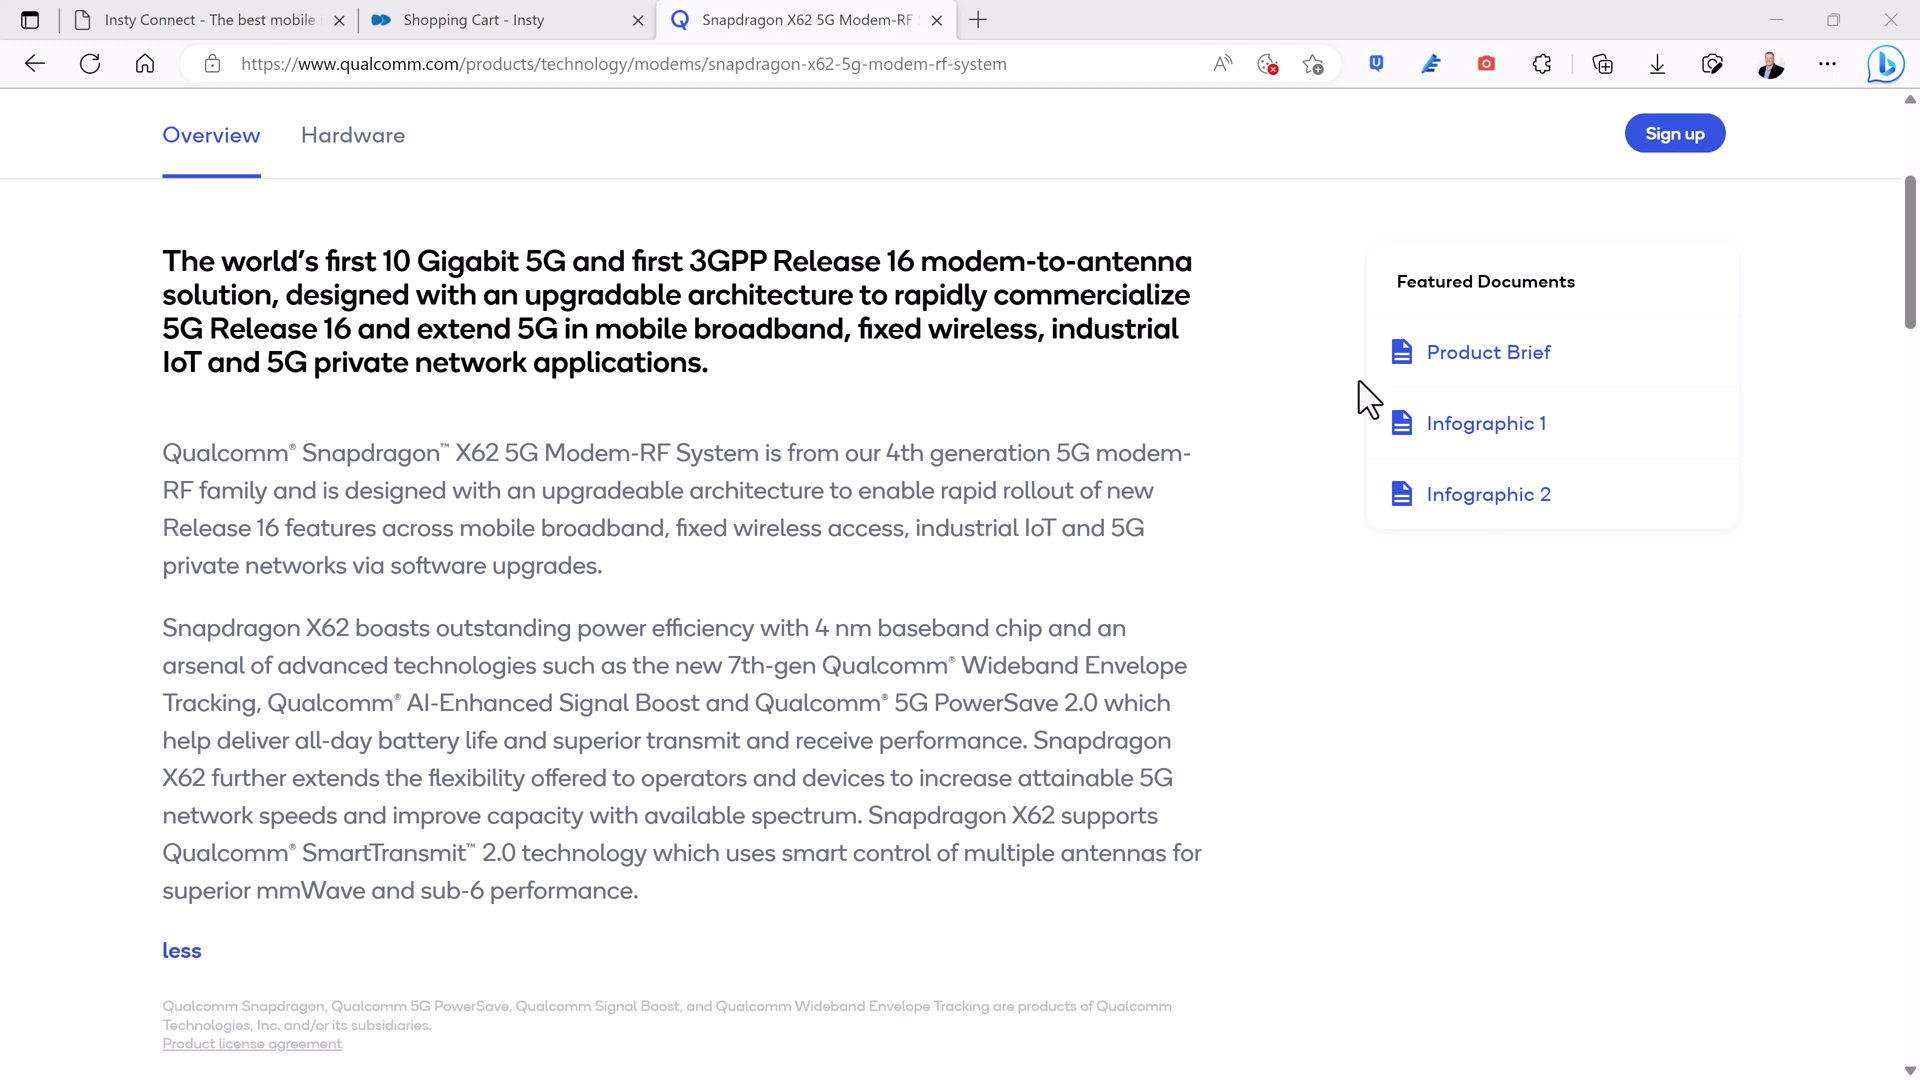 Insty Connect - The best mobile
Shopping Cart - Insty
Snapdragon X62 5G Modem-RF
https://www.qualcomm.com/products/technology/modems/snapdragon-x62-5g-modem-rf-system
Overview
Hardware
Sign up
The world's first 10 Gigabit 5G and first 3GPP Release 16 modem-to-antenna
solution, designed with an upgradable architecture to rapidly commercialize
5G Release 16 and extend 5G in mobile broadband, fixed wireless, industrial
IoT and 5G private network applications.
Qualcomm® Snapdragon™ X62 5G Modem-RF System is from our 4th generation 5G modem-
RF family and is designed with an upgradeable architecture to enable rapid rollout of new
Release 16 features across mobile broadband, fixed wireless access, industrial IoT and 5G
private networks via software upgrades.
Snapdragon X62 boasts outstanding power efficiency with 4 nm baseband chip and an
arsenal of advanced technologies such as the new 7th-gen Qualcomm® Wideband Envelope
Tracking, Qualcomm® AI-Enhanced Signal Boost and Qualcomm® 5G PowerSave 2.0 which
help deliver all-day battery life and superior transmit and receive performance. Snapdragon
X62 further extends the flexibility offered to operators and devices to increase attainable 5G
network speeds and improve capacity with available spectrum. Snapdragon X62 supports
Qualcomm® SmartTransmit™ 2.0 technology which uses smart control of multiple antennas for
superior mmWave and sub-6 performance.
less
Qualcomm Snapdragon, Qualcomm 5G PowerSave, Qualcomm Signal Boost, and Qualcomm Wideband Envelope Tracking are products of Qualcomm
Technologies, Inc. and/or its subsidiaries.
Product license agreement
Featured Documents
Product Brief
Infographic 1
Infographic 2